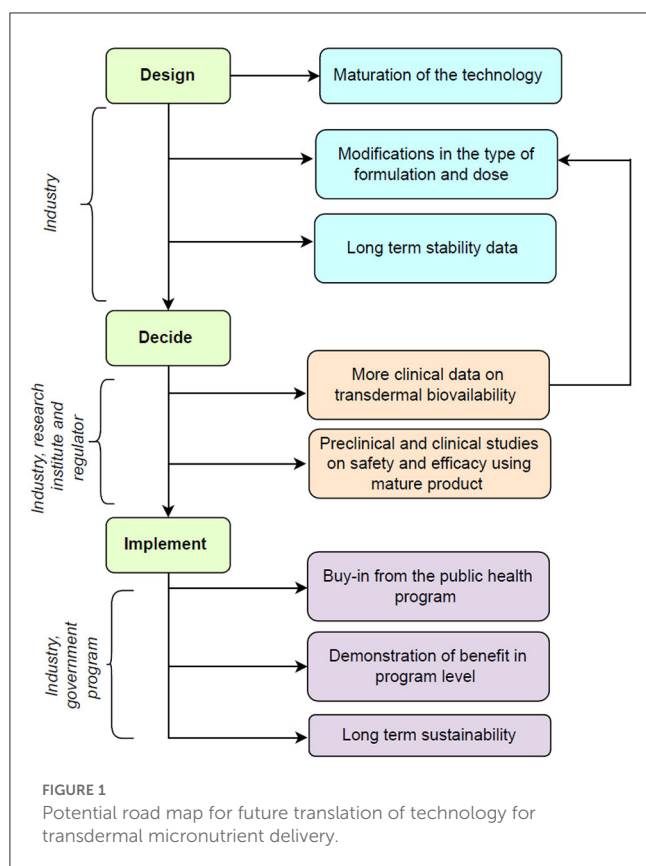 Design
Maturation of the technology
Industry
Modifications in the type of
formulation and dose
Long term stability data
Decide
Industry, research
institute and
regulator
More clinical data on
transdermal biovailability
Preclinical and clinical studies
on safety and efficacy using
mature product
Implement
Industry,
government
program
Buy-in from the public health
program
Demonstration of benefit in
program level
Long term sustainability
FIGURE 1
Potential road map for future translation of technology for
transdermal micronutrient delivery.